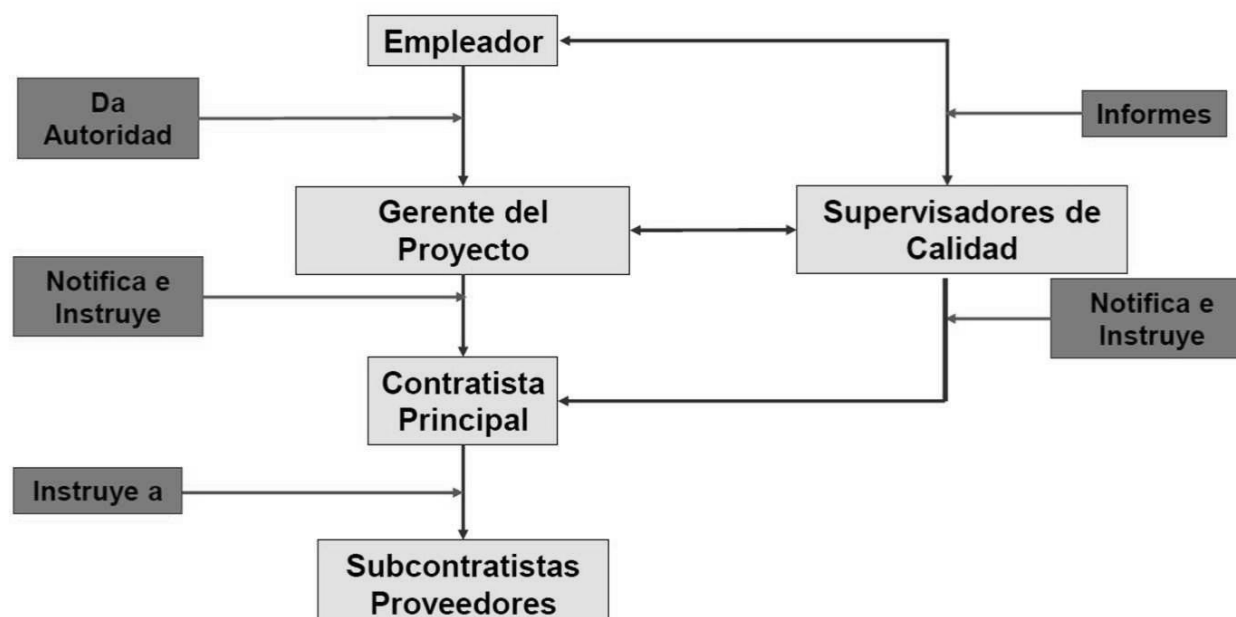 Empleador
Da
Autoridad
Informes
Gerente del
Proyecto
Supervisadores de
Calidad
Notifica e
Instruye
Notifica e
Instruye
Contratista
Principal
Instruye a
Subcontratistas
Proveedores